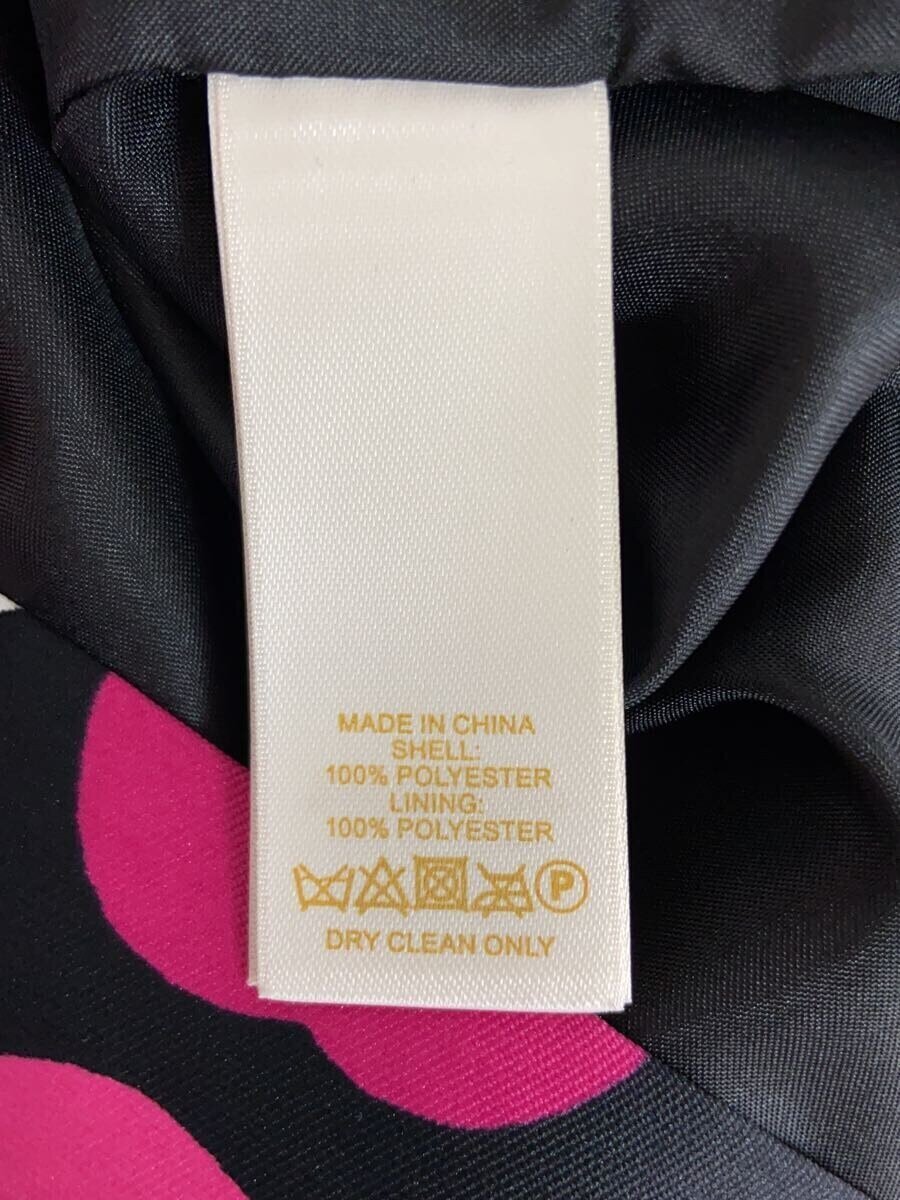 MADE IN CHINA
SHELL:
100% POLYESTER
LINING:
100% POLYESTER
P
DRY CLEAN ONLY